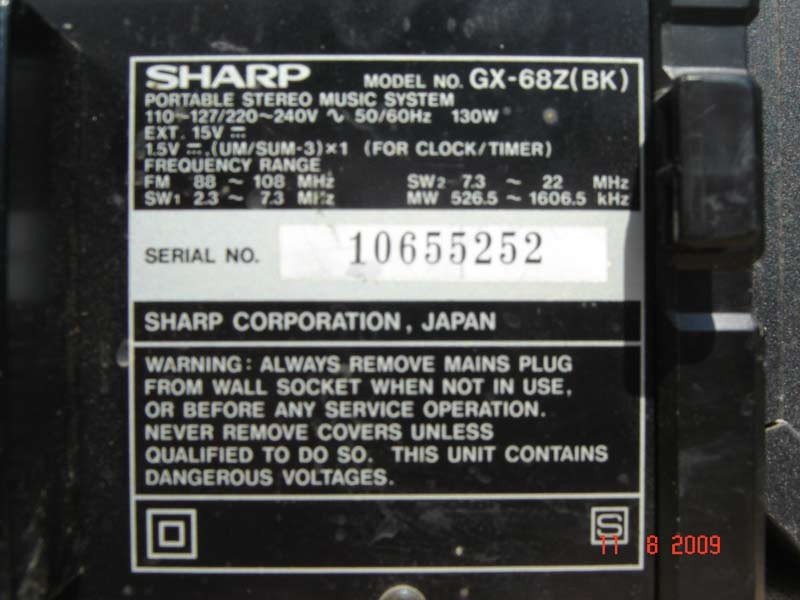 SHARP MODEL NO. GX-68Z(BK)
PORTABLE STEREO MUSIC SYSTEM
110~127/220~240V ∿ 50/60Hz 130W
EXT. 15V ⎓
1.5V ⎓ (UM/SUM-3)×1 (FOR CLOCK/TIMER)
FREQUENCY RANGE
FM 88 ~ 108 MHz SW2 7.3 ~ 22 MHz
SW1 2.3 ~ 7.3 MHz MW 526.5 ~ 1606.5 kHz
SERIAL NO. 10655252
SHARP CORPORATION, JAPAN
WARNING: ALWAYS REMOVE MAINS PLUG
FROM WALL SOCKET WHEN NOT IN USE,
OR BEFORE ANY SERVICE OPERATION.
NEVER REMOVE COVERS UNLESS
QUALIFIED TO DO SO. THIS UNIT CONTAINS
DANGEROUS VOLTAGES.
S
11 8 2009